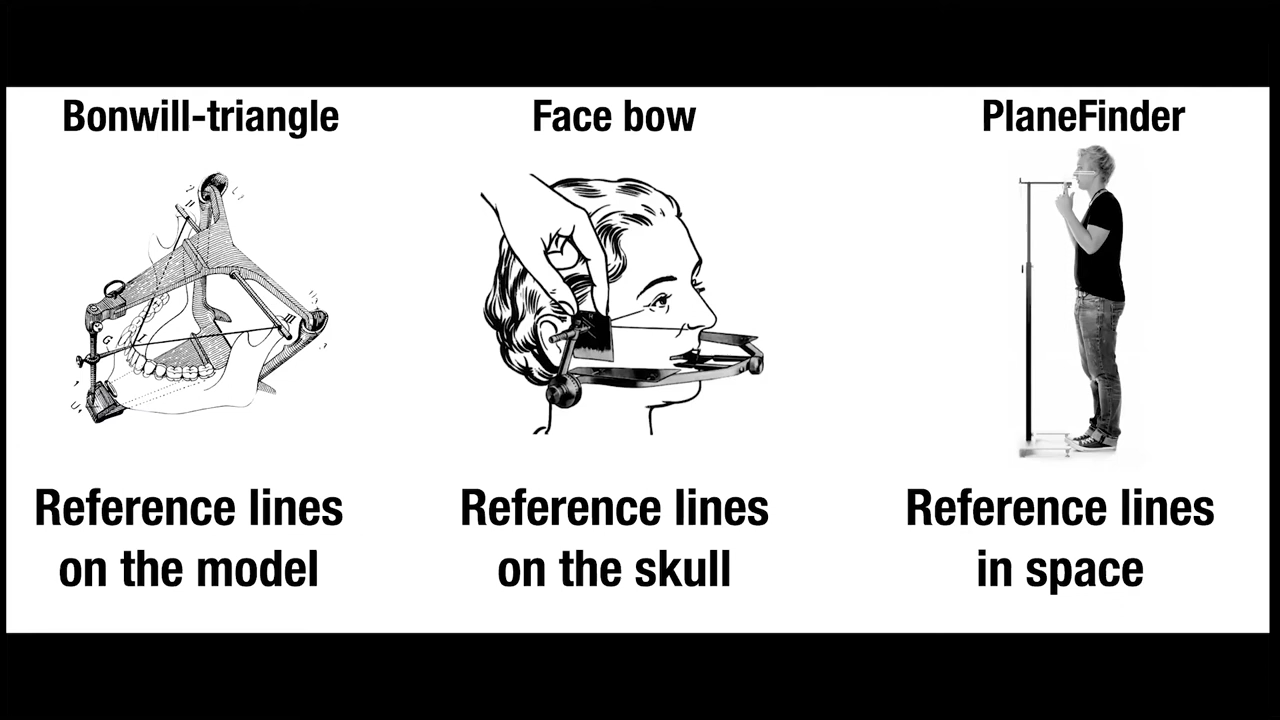 Bonwill-triangle
Face bow
PlaneFinder
Reference lines
on the model
Reference lines
on the skull
Reference lines
in space